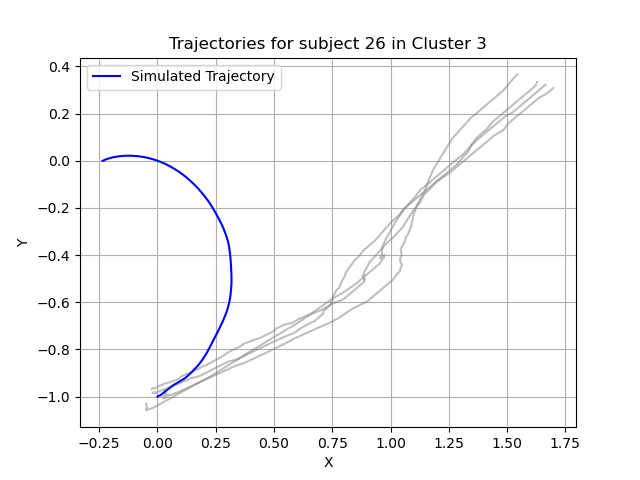 Trajectories for subject 26 in Cluster 3
Simulated Trajectory
Y
0.4
0.2
0.0
−0.2
−0.4
−0.6
−0.8
−1.0
−0.25 0.00 0.25 0.50 0.75 1.00 1.25 1.50 1.75
X